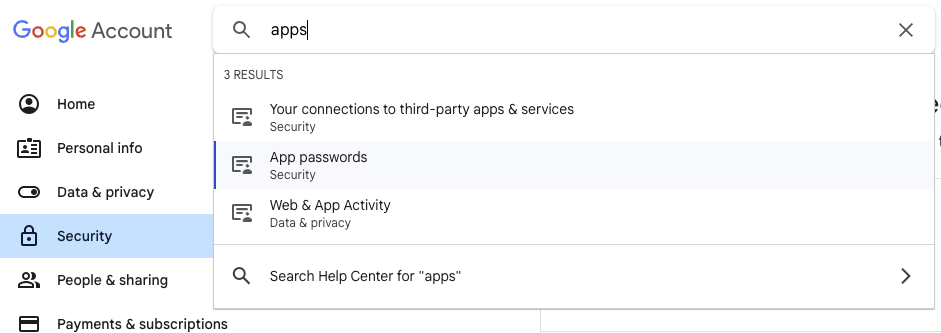 Google Account
apps
3 RESULTS
Your connections to third-party apps & services
Security
App passwords
Security
Web & App Activity
Data & privacy
Search Help Center for "apps"
Home
Personal info
Data & privacy
Security
People & sharing
Payments & subscriptions